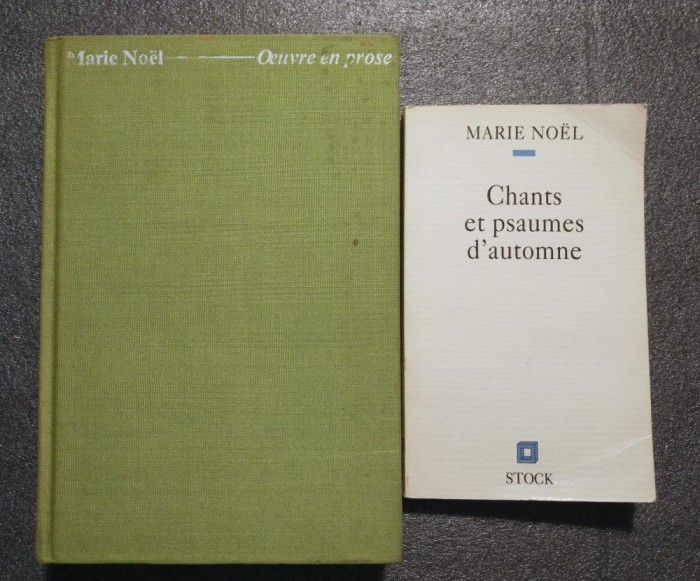 Marie Noël Œuvre en prose
MARIE NOËL
Chants
et psaumes
d'automne
STOCK